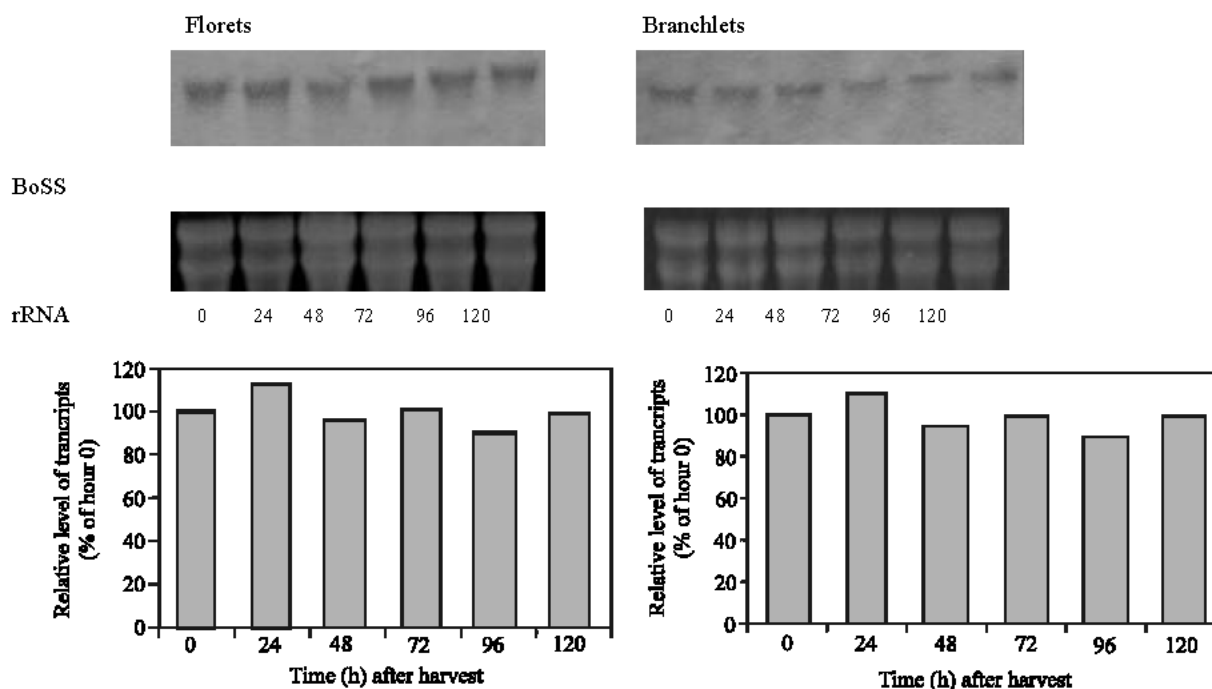 Florets
Branchlets
BoSS
rRNA
0 24 48 72 96 120
0 24 48 72 96 120
Relative level of trancripts
(% of hour 0)
120
100
80
60
40
20
0
0 24 48 72 96 120
Time (h) after harvest
Relative level of trancripts
(% of hour 0)
120
100
80
60
40
20
0
0 24 48 72 96 120
Time (h) after harvest